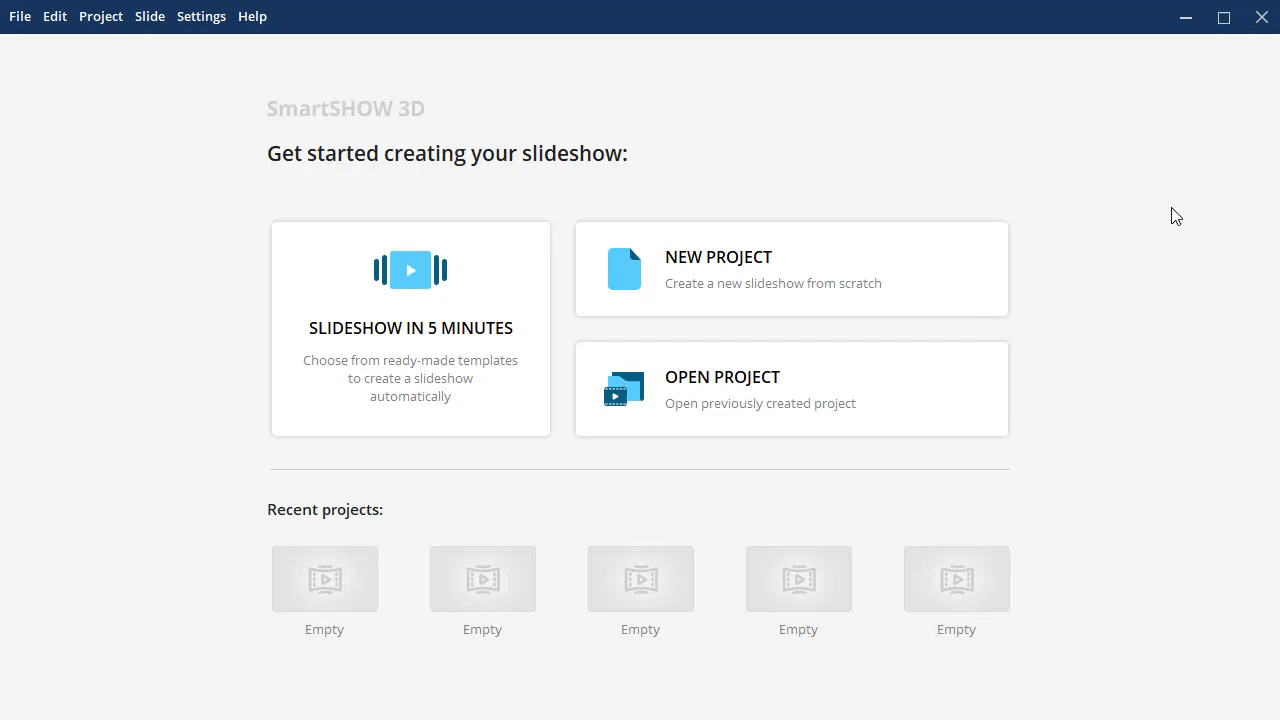 File Edit Project Slide Settings Help
SmartSHOW 3D
Get started creating your slideshow:
SLIDESHOW IN 5 MINUTES
Choose from ready-made templates
to create a slideshow
automatically
NEW PROJECT
Create a new slideshow from scratch
OPEN PROJECT
Open previously created project
Recent projects:
Empty Empty Empty Empty Empty